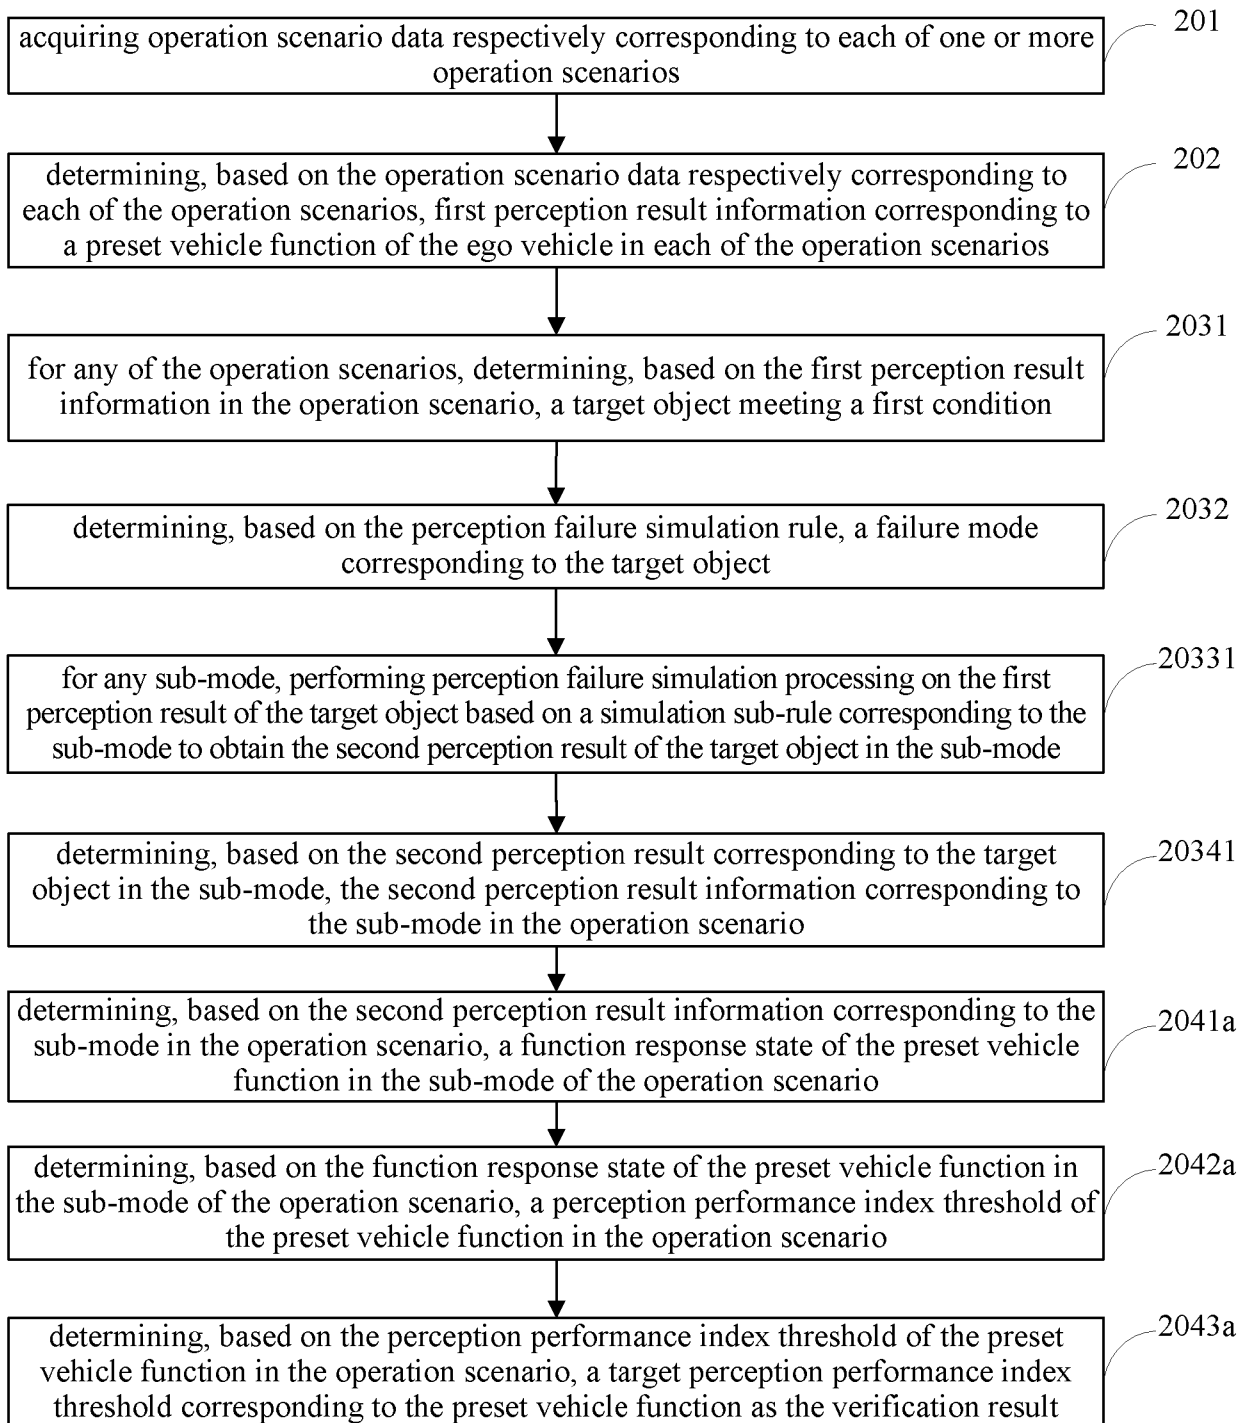 acquiring operation scenario data respectively corresponding to each of one or more
operation scenarios
201
determining, based on the operation scenario data respectively corresponding to
each of the operation scenarios, first perception result information corresponding to
a preset vehicle function of the ego vehicle in each of the operation scenarios
202
for any of the operation scenarios, determining, based on the first perception result
information in the operation scenario, a target object meeting a first condition
2031
determining, based on the perception failure simulation rule, a failure mode
corresponding to the target object
2032
for any sub-mode, performing perception failure simulation processing on the first
perception result of the target object based on a simulation sub-rule corresponding to the
sub-mode to obtain the second perception result of the target object in the sub-mode
20331
determining, based on the second perception result corresponding to the target
object in the sub-mode, the second perception result information corresponding to
the sub-mode in the operation scenario
20341
determining, based on the second perception result information corresponding to the
sub-mode in the operation scenario, a function response state of the preset vehicle
function in the sub-mode of the operation scenario
2041a
determining, based on the function response state of the preset vehicle function in
the sub-mode of the operation scenario, a perception performance index threshold of
the preset vehicle function in the operation scenario
2042a
determining, based on the perception performance index threshold of the preset
vehicle function in the operation scenario, a target perception performance index
threshold corresponding to the preset vehicle function as the verification result
2043a